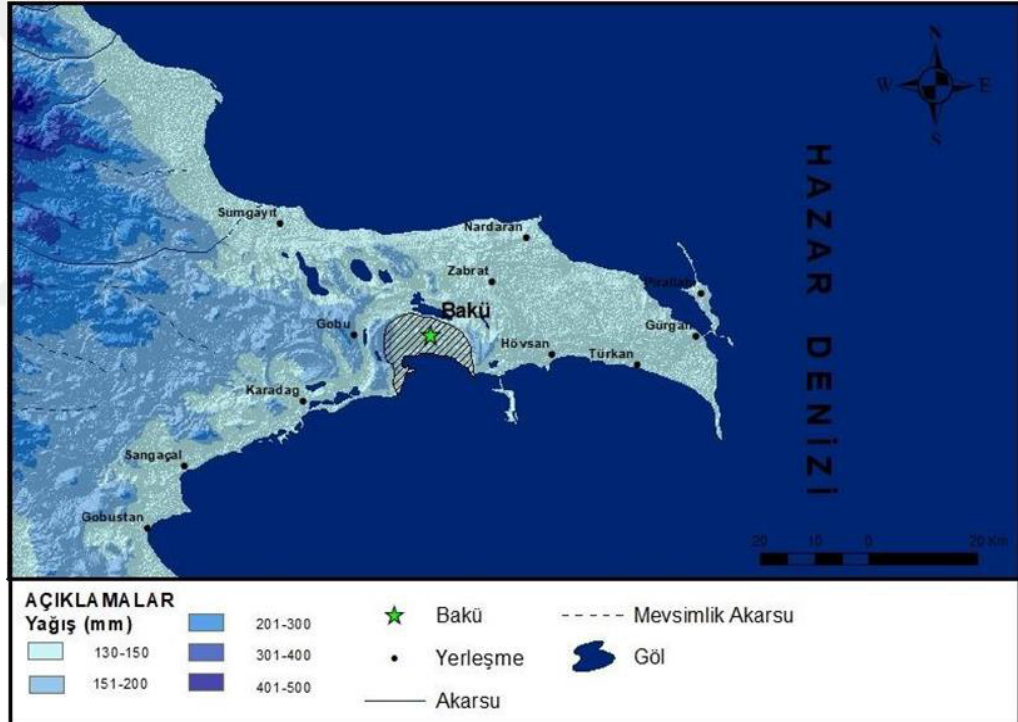 N
W E
S
HAZAR DENİZİ
Sumgayıt
Nardaran
Zabrat
Pirallahı
Bakü
Gobu
Gürgan
Hövsan
Türkan
Karadag
Sangaçal
Gobustan
20 10 0 20 Km
AÇIKLAMALAR
Yağış (mm)
130-150
151-200
201-300
301-400
401-500
Bakü
Yerleşme
Akarsu
Mevsimlik Akarsu
Göl